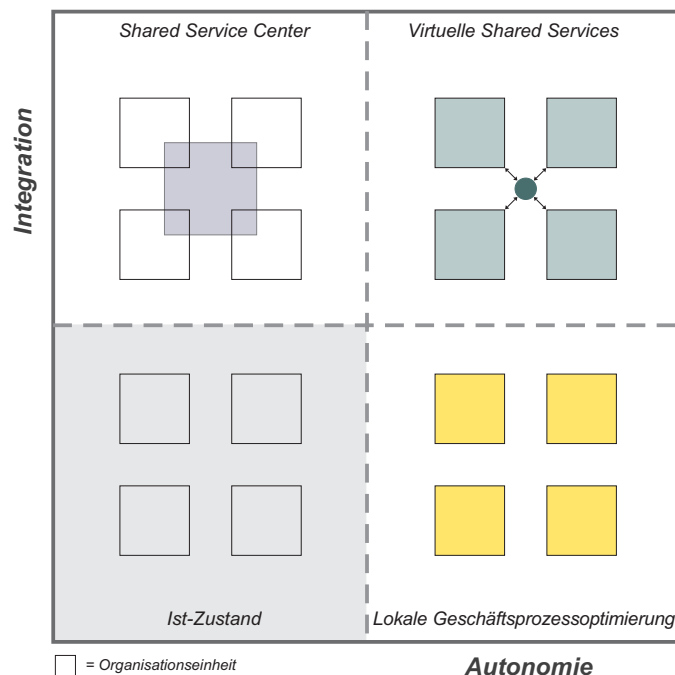 Shared Service Center
Virtuelle Shared Services
Integration
Ist-Zustand
Lokale Geschäftsprozessoptimierung
= Organisationseinheit
Autonomie